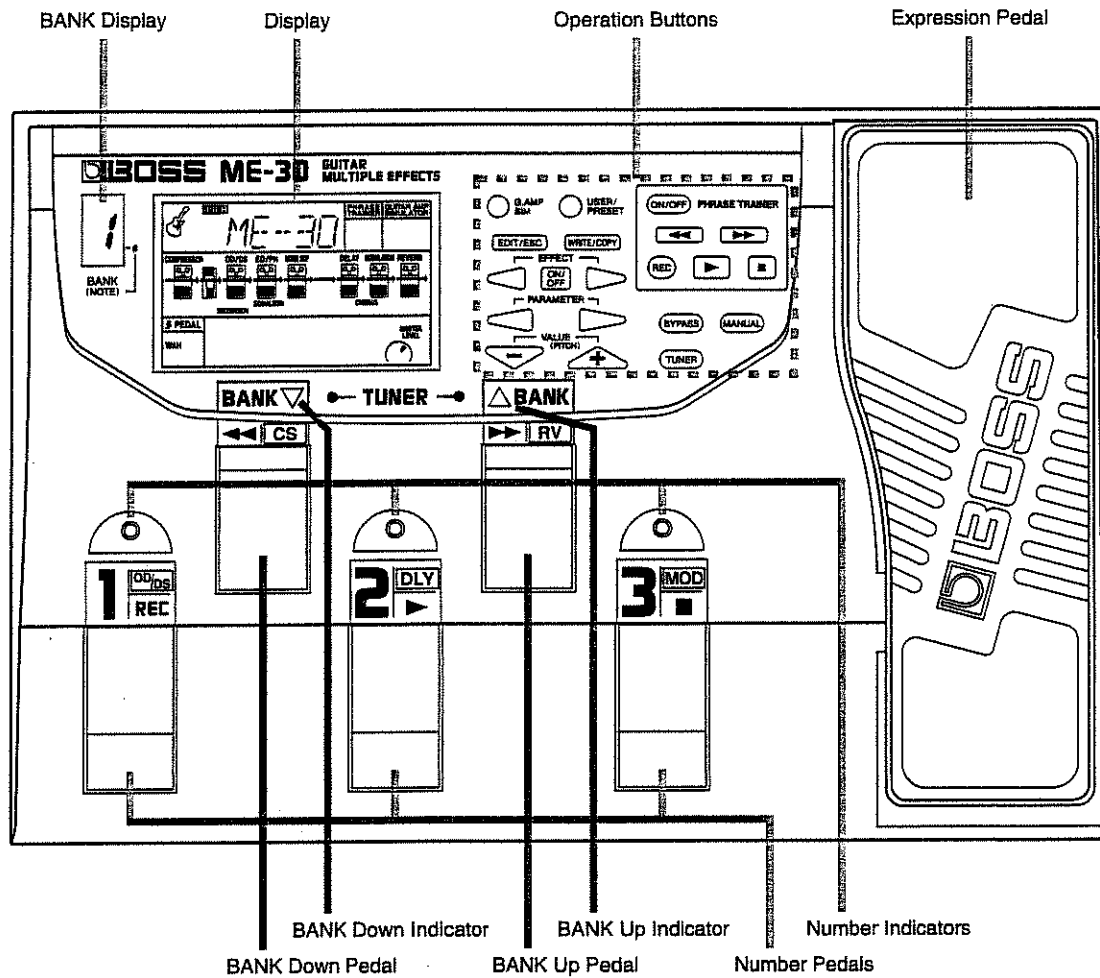 BANK Display
Display
Operation Buttons
Expression Pedal
BOSS ME-30 GUITAR
MULTIPLE EFFECTS
1
BANK
(NOTE)
ME-30
PHRASE
TRAINER
GUITAR AMP
SIMULATOR
COMPRESSOR
OD/DS
EQ/PH
DELAY
REVERB
CHORUS
PEDAL
WAH
MASTER
LEVEL
G.AMP
SIM
USER/
PRESET
ON/OFF PHRASE TRAINER
EDIT/ESC
WRITE/COPY
EFFECT
ON/
OFF
REC
PARAMETER
VALUE
(PITCH)
BYPASS
MANUAL
TUNER
BANK
TUNER
BANK
CS
RV
1
OD/DS
REC
2
DLY
3
MOD
BOSS
BANK Down Indicator
BANK Up Indicator
Number Indicators
BANK Down Pedal
BANK Up Pedal
Number Pedals